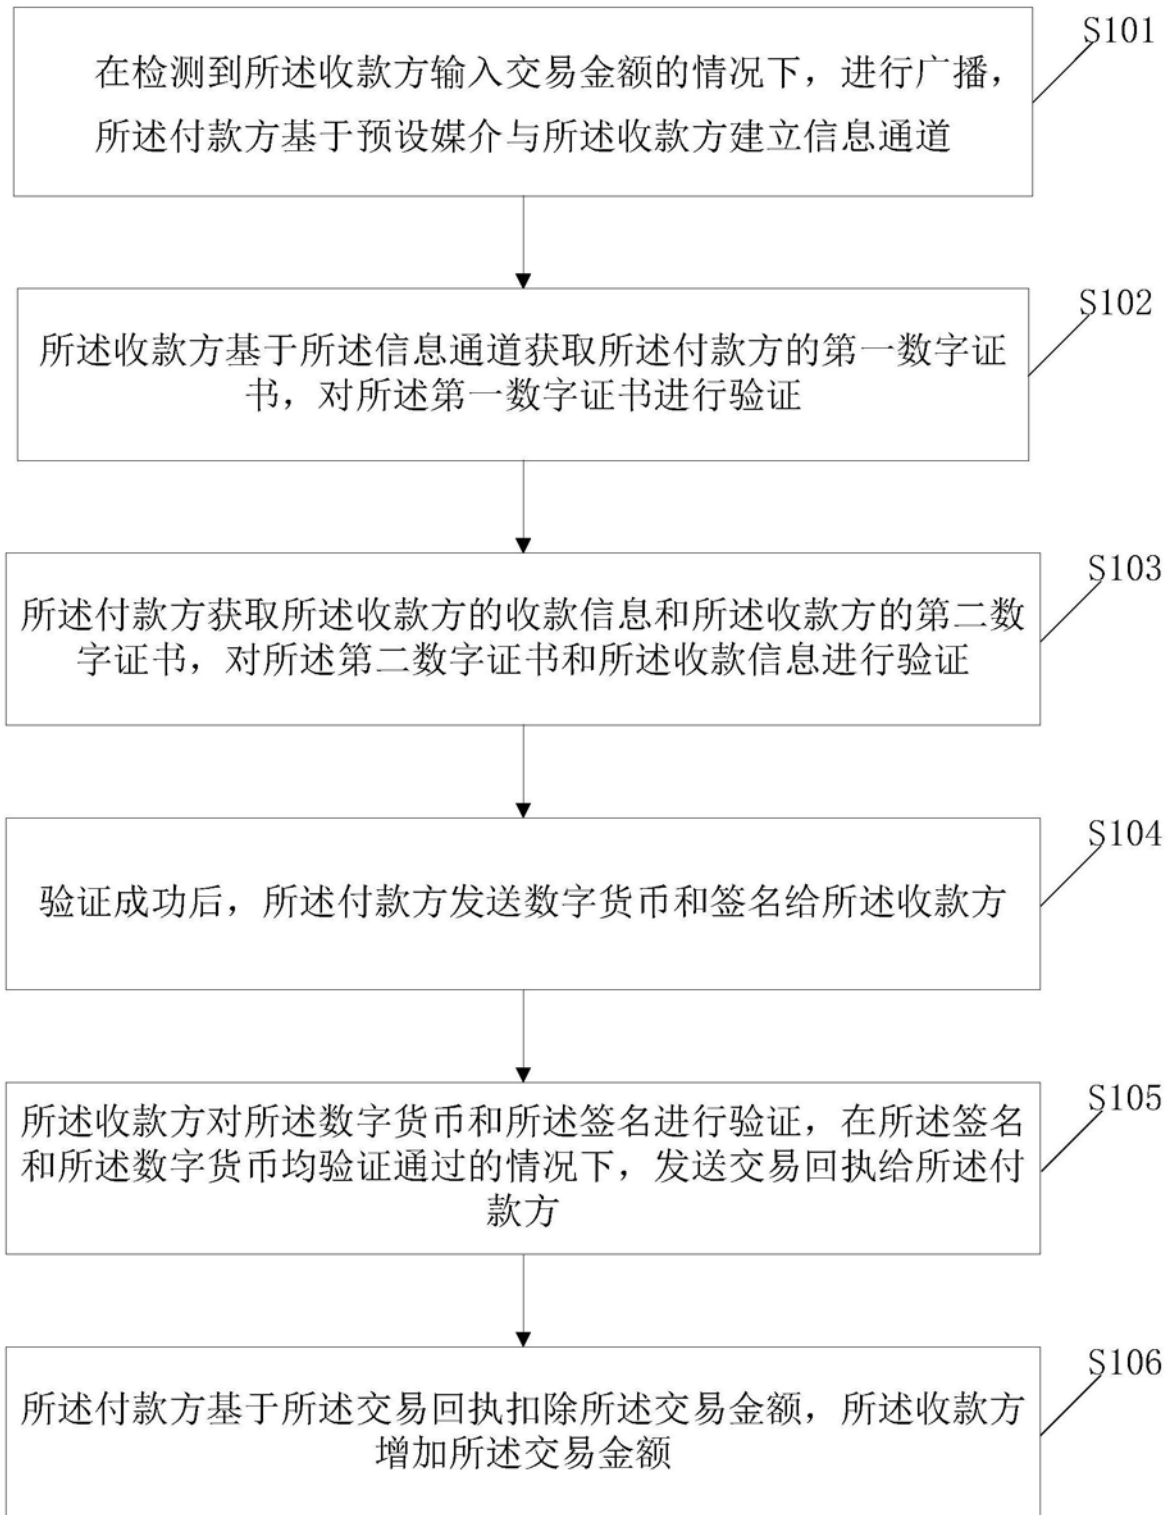 S101
在检测到所述收款方输入交易金额的情况下，进行广播，
所述付款方基于预设媒介与所述收款方建立信息通道
S102
所述收款方基于所述信息通道获取所述付款方的第一数字证
书，对所述第一数字证书进行验证
S103
所述付款方获取所述收款方的收款信息和所述收款方的第二数
字证书，对所述第二数字证书和所述收款信息进行验证
S104
验证成功后，所述付款方发送数字货币和签名给所述收款方
S105
所述收款方对所述数字货币和所述签名进行验证，在所述签名
和所述数字货币均验证通过的情况下，发送交易回执给所述付
款方
S106
所述付款方基于所述交易回执扣除所述交易金额，所述收款方
增加所述交易金额